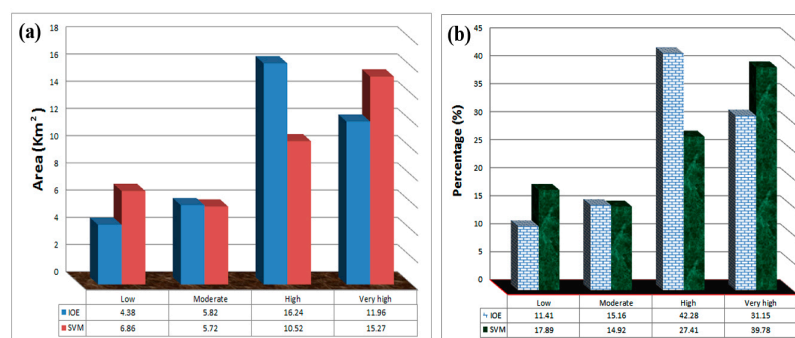 (a)
Area (Km²)
18
16
14
12
10
8
6
4
2
0
Low Moderate High Very high
IOE 4.38 5.82 16.24 11.96
SVM 6.86 5.72 10.52 15.27
(b)
Percentage (%)
45
40
35
30
25
20
15
10
5
0
Low Moderate High Very high
IOE 11.41 15.16 42.28 31.15
SVM 17.89 14.92 27.41 39.78